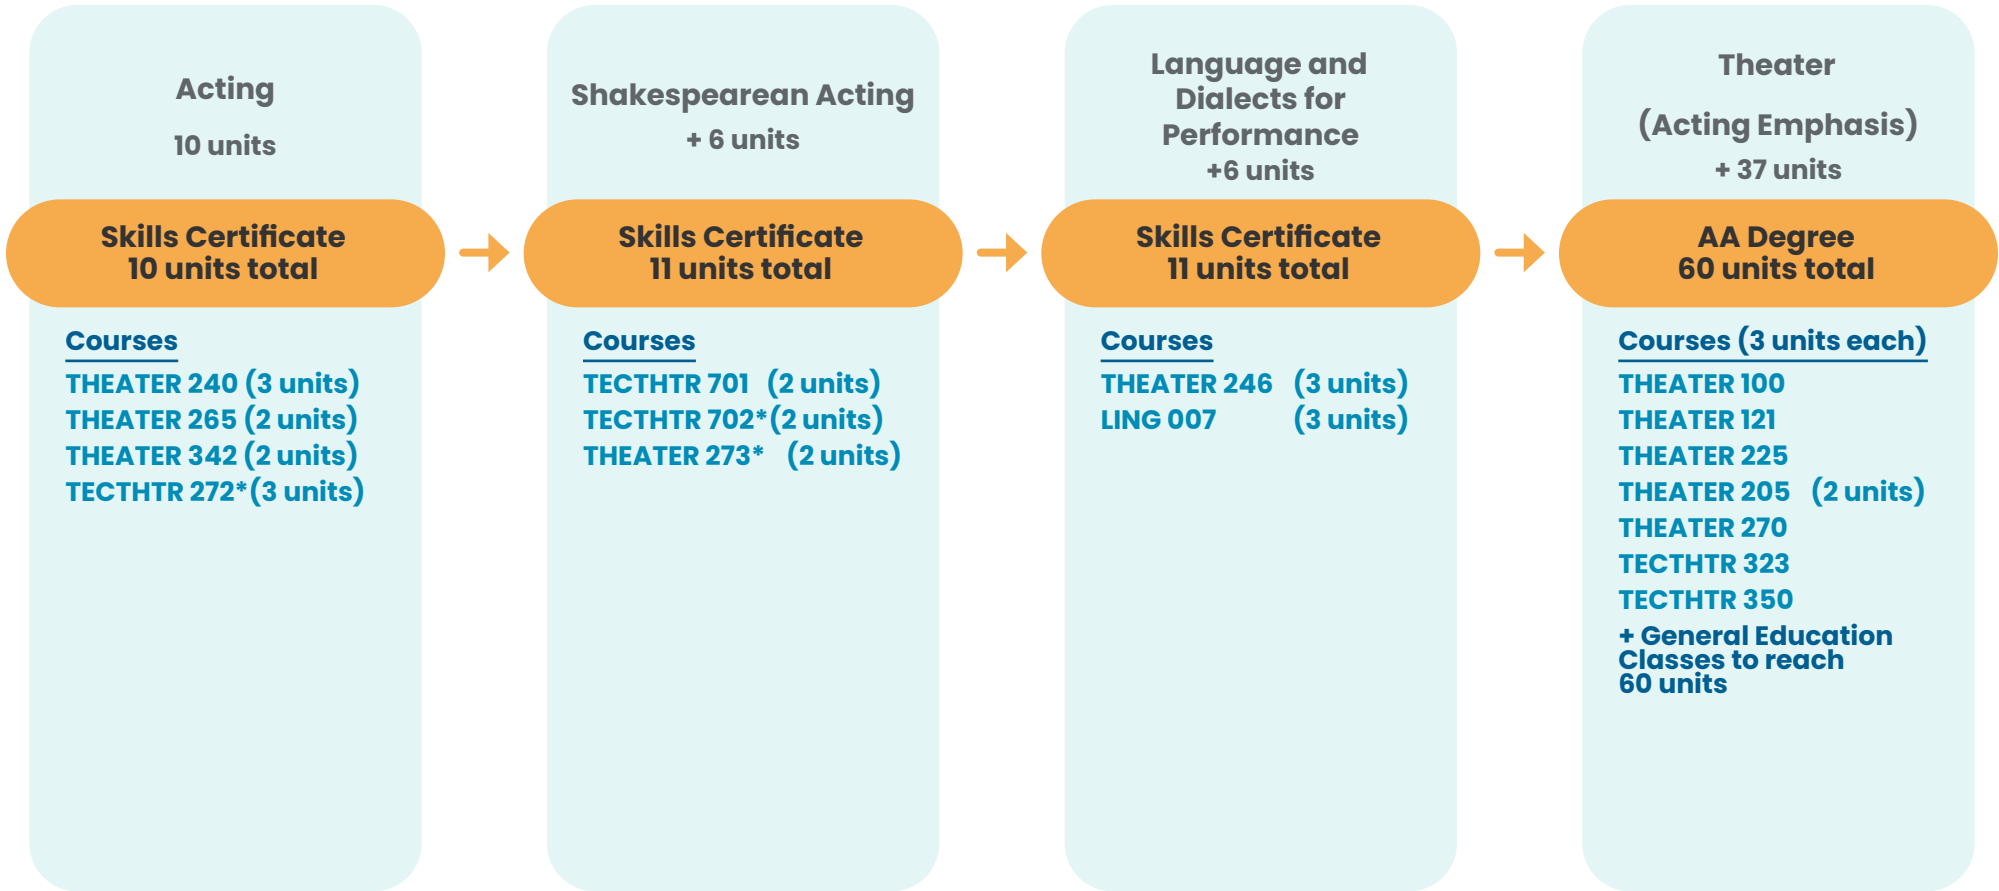 Acting
10 units
Skills Certificate
10 units total
Courses
THEATER 240 (3 units)
THEATER 265 (2 units)
THEATER 342 (2 units)
TECTHTR 272* (3 units)
Shakespearean Acting
+ 6 units
Skills Certificate
11 units total
Courses
TECTHTR 701 (2 units)
TECTHTR 702* (2 units)
THEATER 273* (2 units)
Language and
Dialects for
Performance
+6 units
Skills Certificate
11 units total
Courses
THEATER 246 (3 units)
LING 007 (3 units)
Theater
(Acting Emphasis)
+ 37 units
AA Degree
60 units total
Courses (3 units each)
THEATER 100
THEATER 121
THEATER 225
THEATER 205 (2 units)
THEATER 270
TECTHTR 323
TECTHTR 350
+ General Education
Classes to reach
60 units